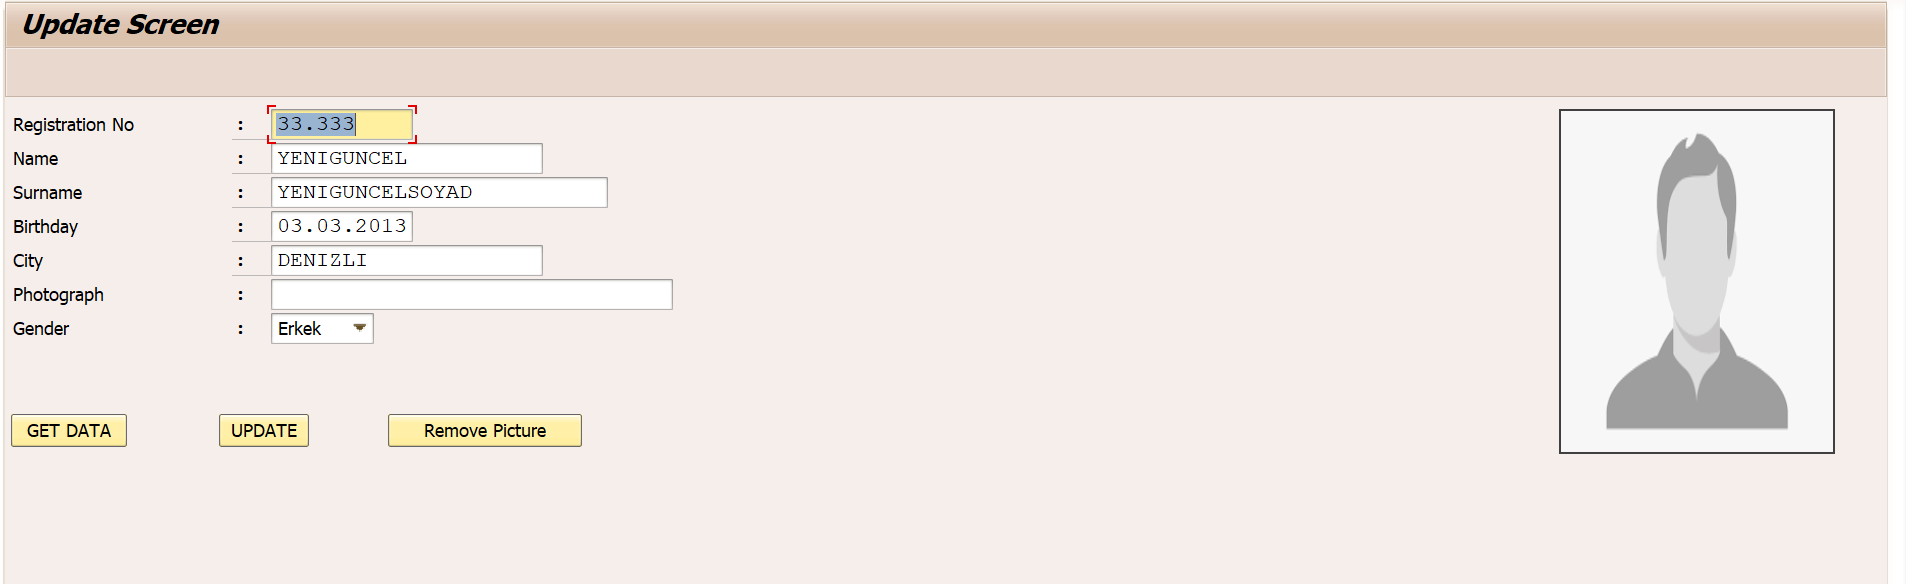 Update Screen
Registration No : 33.333
Name : YENIGUNCEL
Surname : YENIGUNCELSOYAD
Birthday : 03.03.2013
City : DENIZLI
Photograph :
Gender : Erkek
GET DATA UPDATE Remove Picture